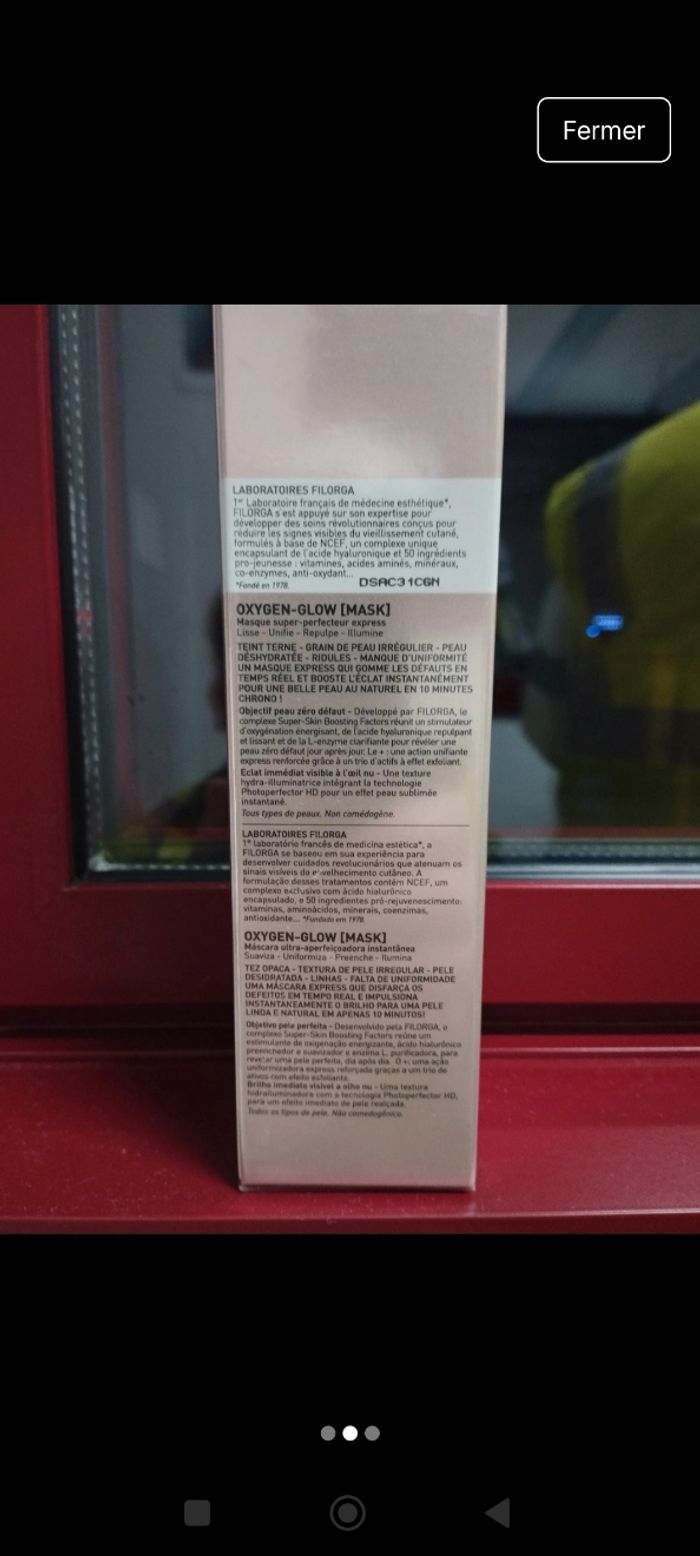 Fermer
LABORATOIRES FILORGA
1er Laboratoire français de médecine esthétique*,
FILORGA s'est appuyé sur son expertise pour
développer des soins révolutionnaires conçus pour
réduire les signes visibles du vieillissement cutané,
formulés à base de NCEF, un complexe unique
encapsulant de l'acide hyaluronique et 50 ingrédients
pro-jeunesse : vitamines, acides aminés, minéraux,
co-enzymes, anti-oxydant...
*Fondé en 1978.
DSAC31CGN
OXYGEN-GLOW [MASK]
Masque super-perfecteur express
Lisse - Unifie - Repulpe - Illumine
TEINT TERNE - GRAIN DE PEAU IRRÉGULIER - PEAU
DÉSHYDRATÉE - RIDULES - MANQUE D'UNIFORMITÉ
UN MASQUE EXPRESS QUI GOMME LES DÉFAUTS EN
TEMPS RÉEL ET BOOSTE L'ÉCLAT INSTANTANÉMENT
POUR UNE BELLE PEAU AU NATUREL EN 10 MINUTES
CHRONO !
Objectif peau zéro défaut - Développé par FILORGA, le
complexe Super-Skin Boosting Factors réunit un stimulateur
d'oxygénation énergisant, de l'acide hyaluronique repulpant
et lissant et de la L-enzyme clarifiante pour révéler une
peau zéro défaut jour après jour. Le + : une action unifiante
express renforcée grâce à un trio d'actifs à effet exfoliant.
Eclat immédiat visible à l'œil nu - Une texture
hydra-illuminatrice intégrant la technologie
Photoperfector HD pour un effet peau sublimée
instantané.
Tous types de peaux. Non comédogène.
LABORATOIRES FILORGA
1º laboratório francês de medicina estética*, a
FILORGA se baseou em sua experiência para
desenvolver cuidados revolucionários que atenuam os
sinais visíveis do envelhecimento cutâneo. A
formulação desses tratamentos contém NCEF, um
complexo exclusivo com ácido hialurônico
encapsulado, e 50 ingredientes pró-rejuvenescimento:
vitaminas, aminoácidos, minerais, coenzimas,
antioxidante... *Fundado em 1978.
OXYGEN-GLOW [MASK]
Máscara ultra-aperfeiçoadora instantânea
Suaviza - Uniformiza - Preenche - Ilumina
TEZ OPACA - TEXTURA DE PELE IRREGULAR - PELE
DESIDRATADA - LINHAS - FALTA DE UNIFORMIDADE
UMA MÁSCARA EXPRESS QUE DISFARÇA OS
DEFEITOS EM TEMPO REAL E IMPULSIONA
INSTANTANEAMENTE O BRILHO PARA UMA PELE
LINDA E NATURAL EM APENAS 10 MINUTOS!
Objetivo pele perfeita - Desenvolvido pela FILORGA, o
complexo Super-Skin Boosting Factors reúne um
estimulante de oxigenação energizante, ácido hialurônico
preenchedor e suavizador e enzima L. purificadora, para
revelar uma pele perfeita, dia após dia. O +: uma ação
uniformizadora express reforçada graças a um trio de
ativos com efeito esfoliante.
Brilho imediato visível a olho nu - Uma textura
hidrailuminadora com a tecnologia Photoperfector HD,
para um efeito imediato de pele realçada.
Todos os tipos de pele. Não comedogênico.